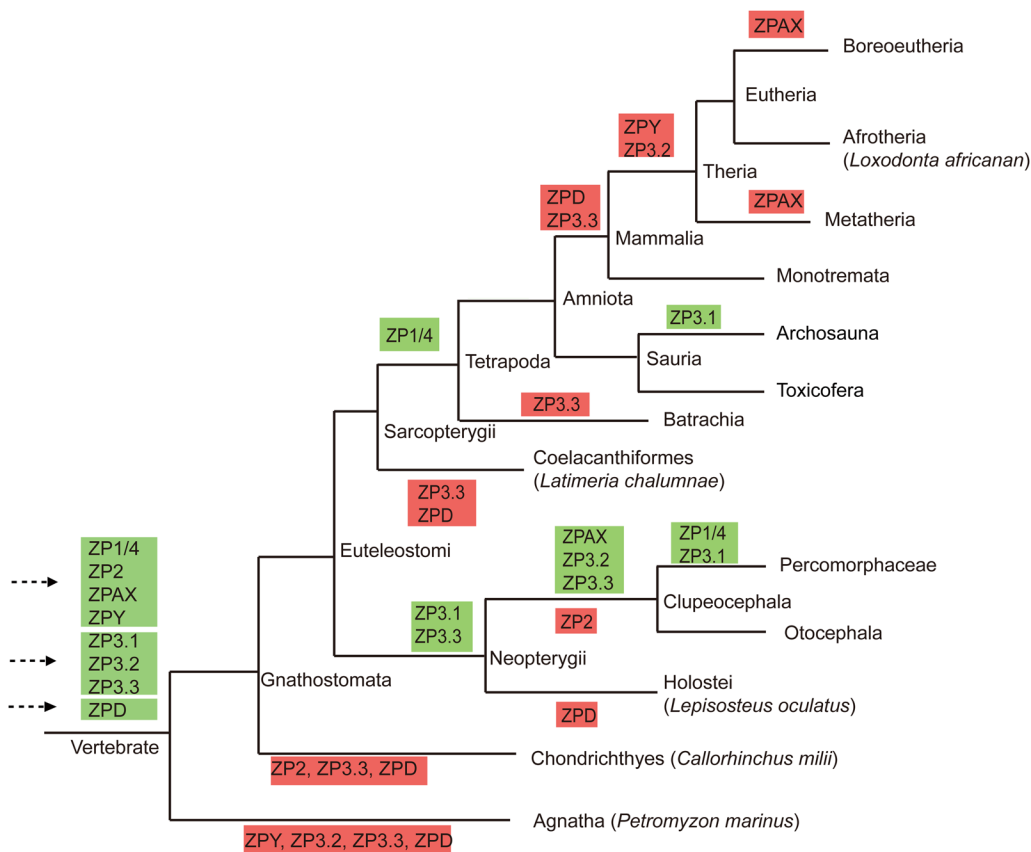 ZPAX
Boreoeutheria
Eutheria
ZPY
ZP3.2
Afrotheria
(Loxodonta africanan)
Theria
ZPD
ZP3.3
ZPAX
Metatheria
Mammalia
Monotremata
Amniota
ZP3.1
Archosauna
ZP1/4
Sauria
Tetrapoda
Toxicofera
ZP3.3
Batrachia
Sarcopterygii
Coelacanthiformes
(Latimeria chalumnae)
ZP3.3
ZPD
Euteleostomi
ZPAX
ZP3.2
ZP3.3
ZP1/4
ZP3.1
Percomorphaceae
Clupeocephala
ZP1/4
ZP2
ZPAX
ZPY
ZP3.1
ZP3.2
ZP3.3
ZPD
ZP3.1
ZP3.3
ZP2
Otocephala
Neopterygii
Gnathostomata
Holostei
(Lepisosteus oculatus)
ZPD
Vertebrate
Chondrichthyes (Callorhinchus milii)
ZP2, ZP3.3, ZPD
Agnatha (Petromyzon marinus)
ZPY, ZP3.2, ZP3.3, ZPD